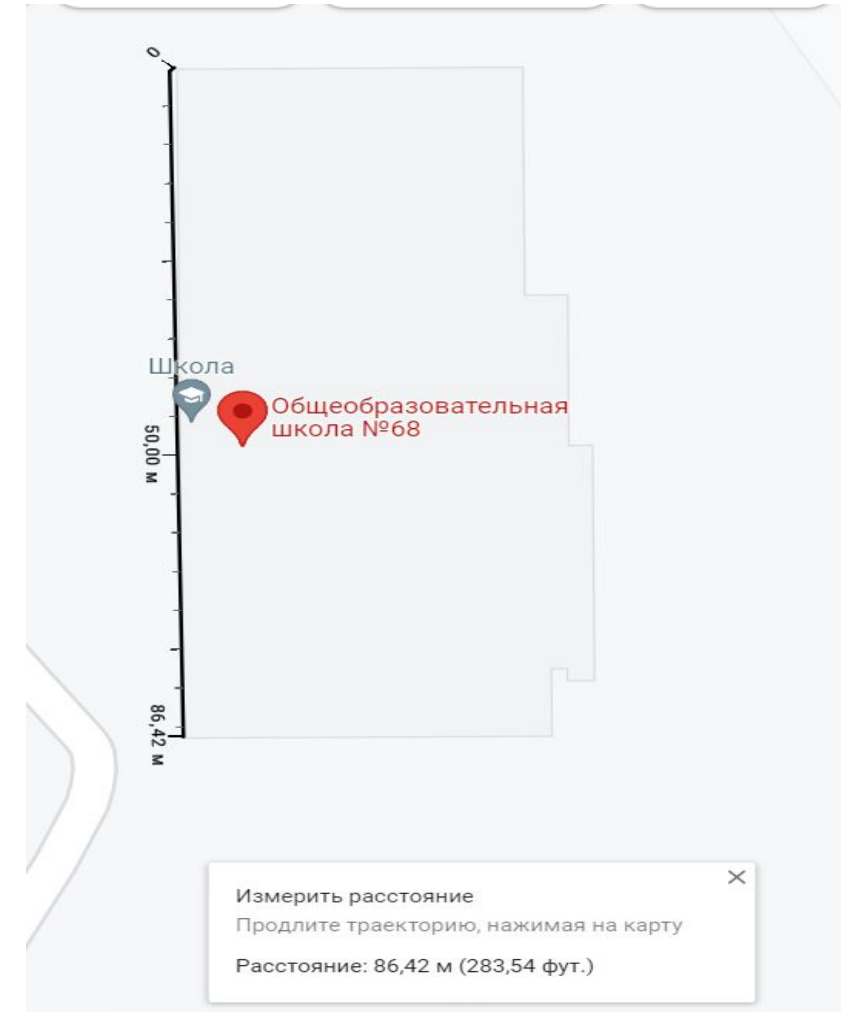 0
Школа
Общеобразовательная
школа №68
50,00 м
86,42 м
Измерить расстояние
Продлите траекторию, нажимая на карту
Расстояние: 86,42 м (283,54 фут.)